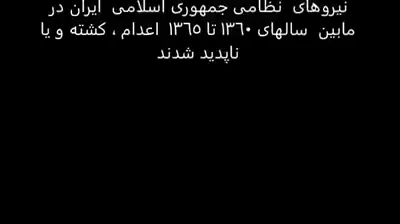 نیروهای نظامی جمهوری اسلامی ایران در
مابین سالهای ۱۳۶۰ تا ۱۳۶۵ اعدام ، کشته و یا
ناپدید شدند